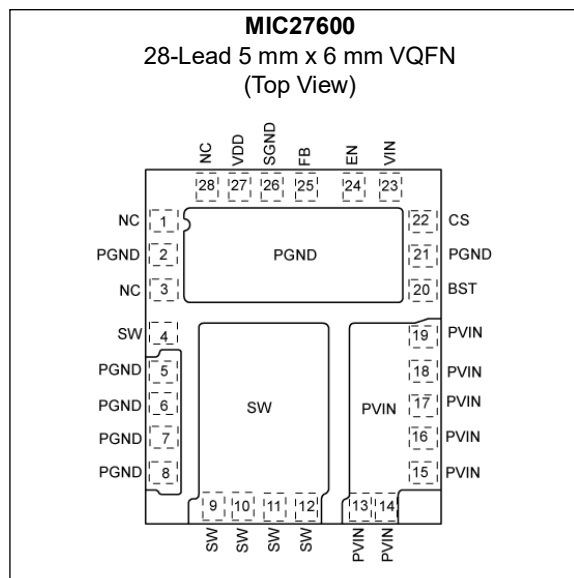 MIC27600
28-Lead 5 mm x 6 mm VQFN
(Top View)
NC VDD SGND FB EN VIN
28 27 26 25 24 23
NC 1 22 CS
PGND 2 PGND 21 PGND
NC 3 20 BST
SW 4 19 PVIN
PGND 5 18 PVIN
PGND 6 SW PVIN 17 PVIN
PGND 7 16 PVIN
PGND 8 15 PVIN
9 10 11 12 13 14
SW SW SW SW PVIN PVIN